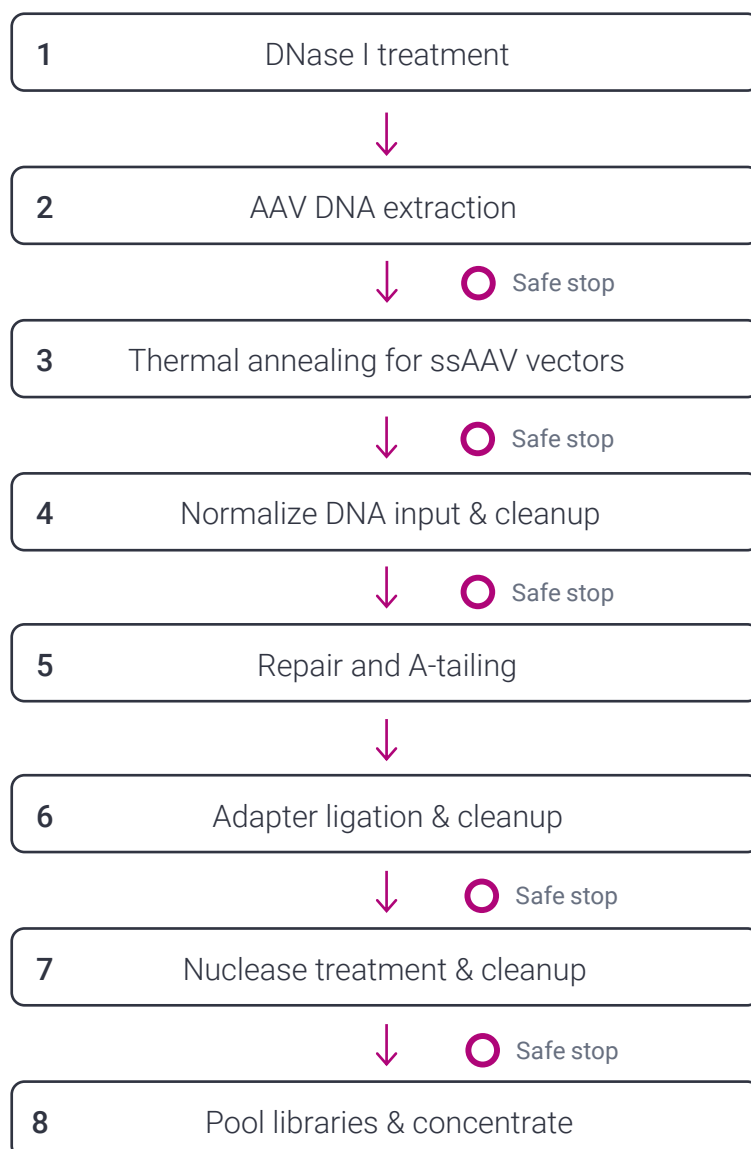 1 DNase I treatment
2 AAV DNA extraction
Safe stop
3 Thermal annealing for ssAAV vectors
Safe stop
4 Normalize DNA input & cleanup
Safe stop
5 Repair and A-tailing
6 Adapter ligation & cleanup
Safe stop
7 Nuclease treatment & cleanup
Safe stop
8 Pool libraries & concentrate